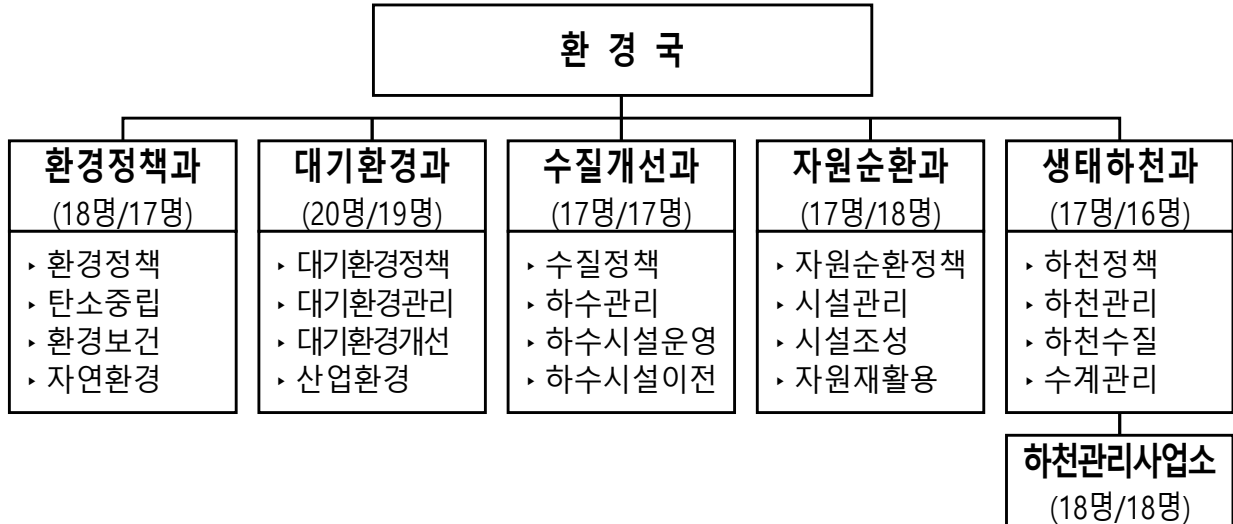 환 경 국
환경정책과
(18명/17명)
‣ 환경정책
‣ 탄소중립
‣ 환경보건
‣ 자연환경
대기환경과
(20명/19명)
‣ 대기환경정책
‣ 대기환경관리
‣ 대기환경개선
‣ 산업환경
수질개선과
(17명/17명)
‣ 수질정책
‣ 하수관리
‣ 하수시설운영
‣ 하수시설이전
자원순환과
(17명/18명)
‣ 자원순환정책
‣ 시설관리
‣ 시설조성
‣ 자원재활용
생태하천과
(17명/16명)
‣ 하천정책
‣ 하천관리
‣ 하천수질
‣ 수계관리
하천관리사업소
(18명/18명)